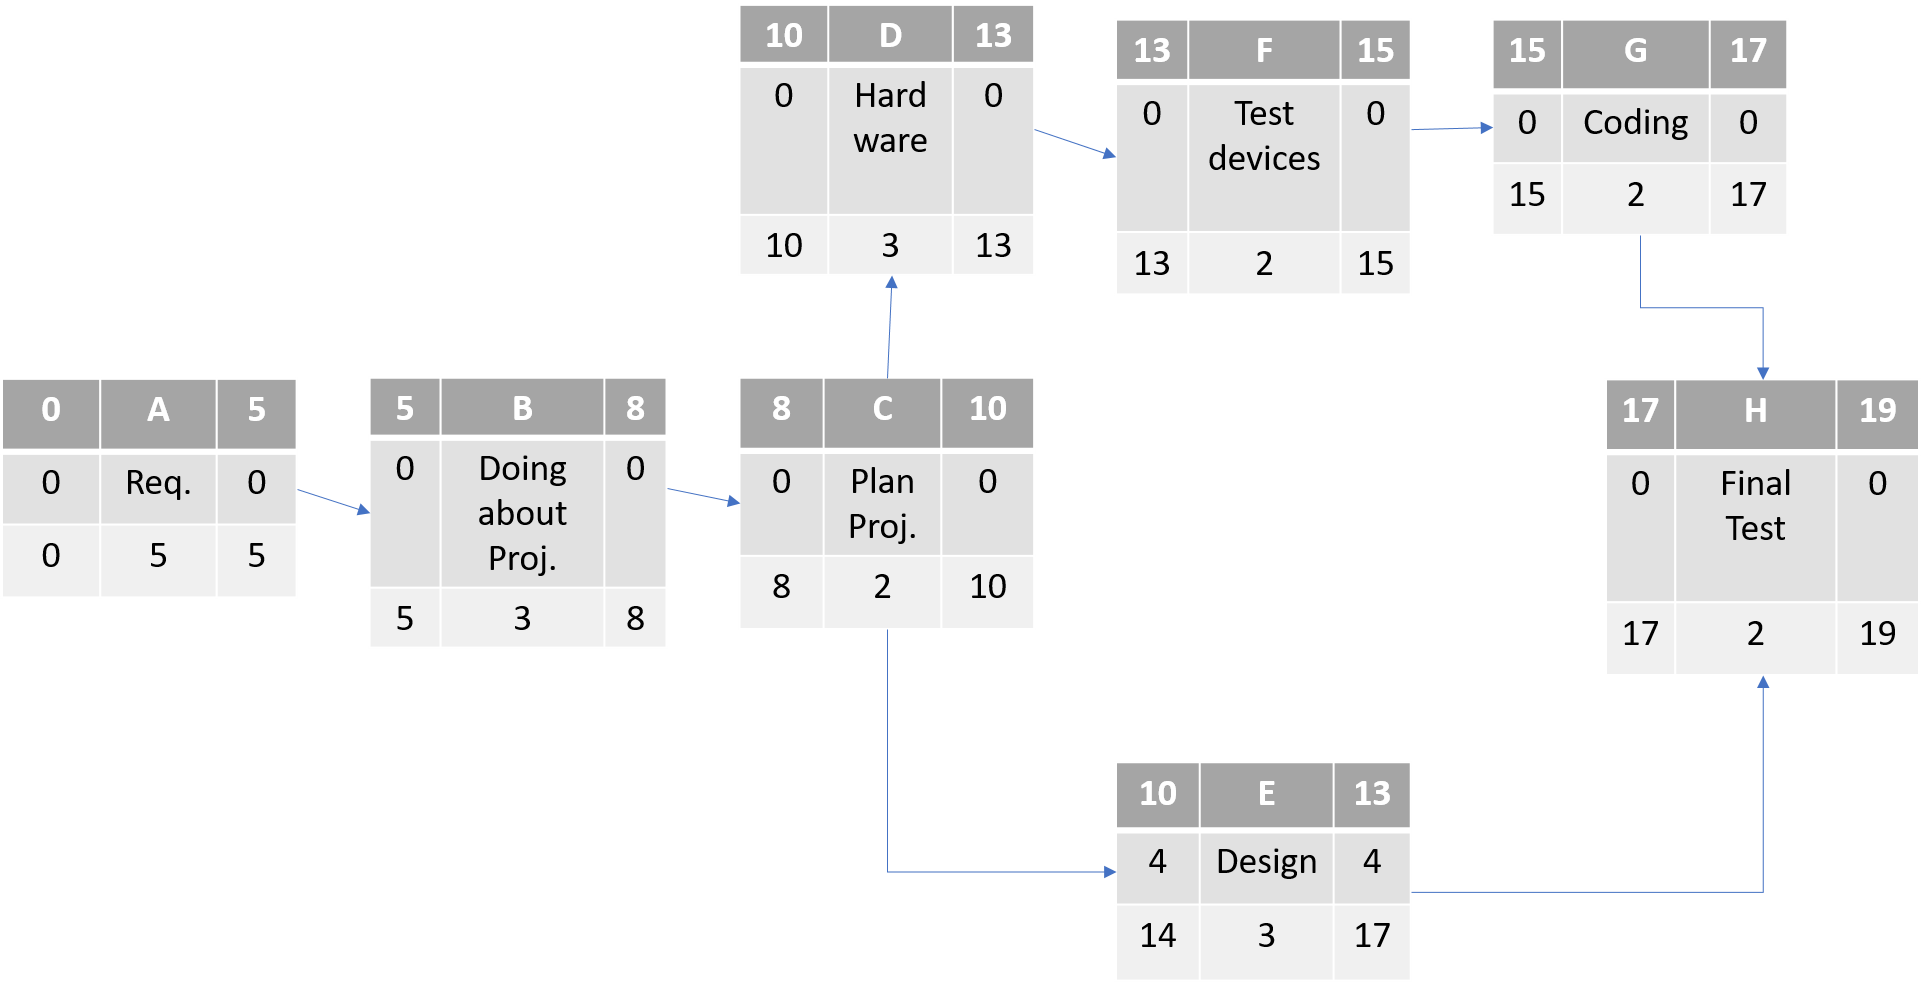 10 D 13
0 Hard 0
ware
10 3 13
13 F 15
0 Test 0
devices
13 2 15
15 G 17
0 Coding 0
15 2 17
0 A 5
0 Req. 0
0 5 5
5 B 8
0 Doing 0
about
Proj.
5 3 8
8 C 10
0 Plan 0
Proj.
8 2 10
17 H 19
0 Final 0
Test
17 2 19
10 E 13
4 Design 4
14 3 17